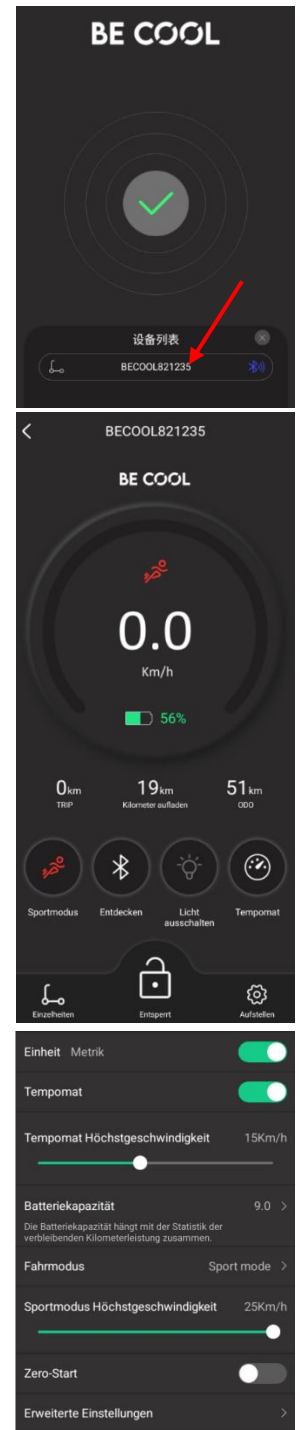 BE COOL
设备列表
BECOOL821235
BECOOL821235
BE COOL
0.0
Km/h
56%
0km 19km 51km
TRIP Kilometer aufladen ODO
Sportmodus Entdecken Licht ausschalten Tempomat
Einzelheiten Entsperrt Aufstellen
Einheit Metrik
Tempomat
Tempomat Höchstgeschwindigkeit 15Km/h
Batteriekapazität 9.0 >
Die Batteriekapazität hängt mit der Statistik der
verbleibenden Kilometerleistung zusammen.
Fahrmodus Sport mode >
Sportmodus Höchstgeschwindigkeit 25Km/h
Zero-Start
Erweiterte Einstellungen >